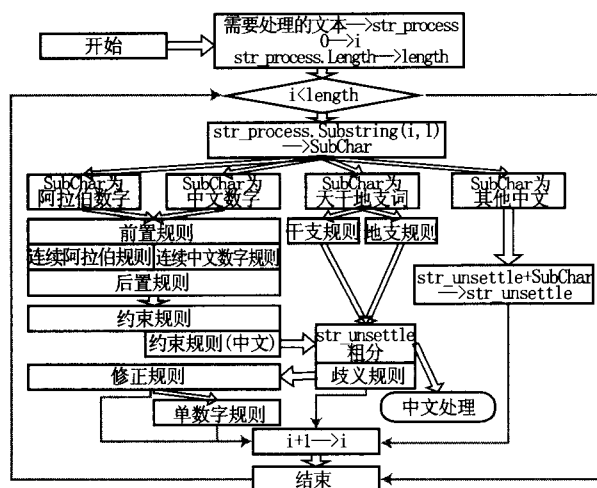 开始
需要处理的文本—>str_process
0—>i
str_process.Length—>length
i<length
str_process.Substring(i,1)
—>SubChar
SubChar为
阿拉伯数字
SubChar为
中文数字
SubChar为
天干地支词
SubChar为
其他中文
前置规则
连续阿拉伯规则
连续中文数字规则
后置规则
干支规则
地支规则
str_unsettle+SubChar
—>str_unsettle
约束规则
约束规则(中文)
str_unsettle
粗分
修正规则
歧义规则
单数字规则
中文处理
i+1—>i
结束